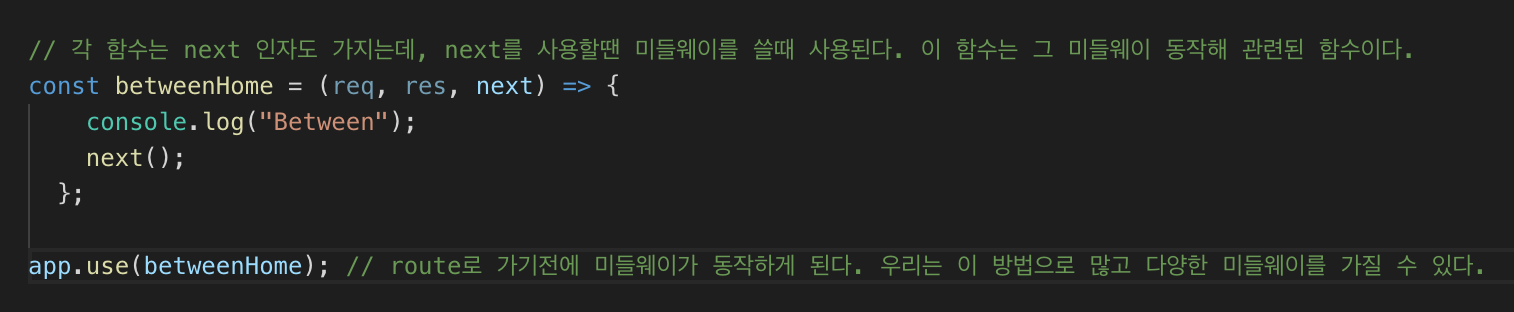 // 각 함수는 next 인자도 가지는데, next를 사용할땐 미들웨이를 쓸때 사용된다. 이 함수는 그 미들웨이 동작해 관련된 함수이다.
const betweenHome = (req, res, next) => {
    console.log("Between");
    next();
  };
app.use(betweenHome); // route로 가기전에 미들웨이가 동작하게 된다. 우리는 이 방법으로 많고 다양한 미들웨이를 가질 수 있다.